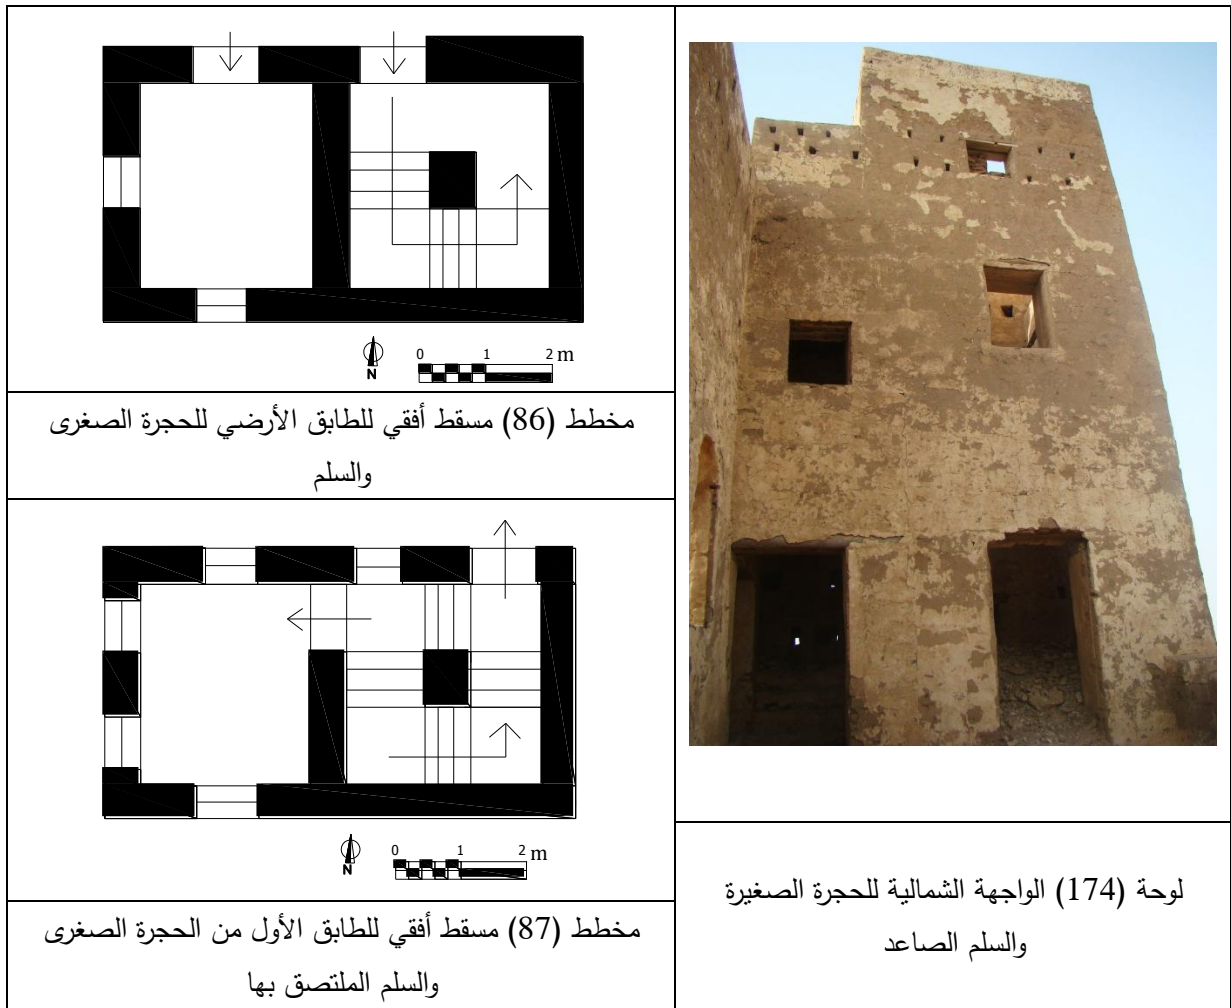 0 1 2 m
N
مخطط (86) مسقط أفقي للطابق الأرضي للحجرة الصغرى
والسلم
0 1 2 m
N
مخطط (87) مسقط أفقي للطابق الأول من الحجرة الصغرى
والسلم الملتصق بها
لوحة (174) الواجهة الشمالية للحجرة الصغيرة
والسلم الصاعد